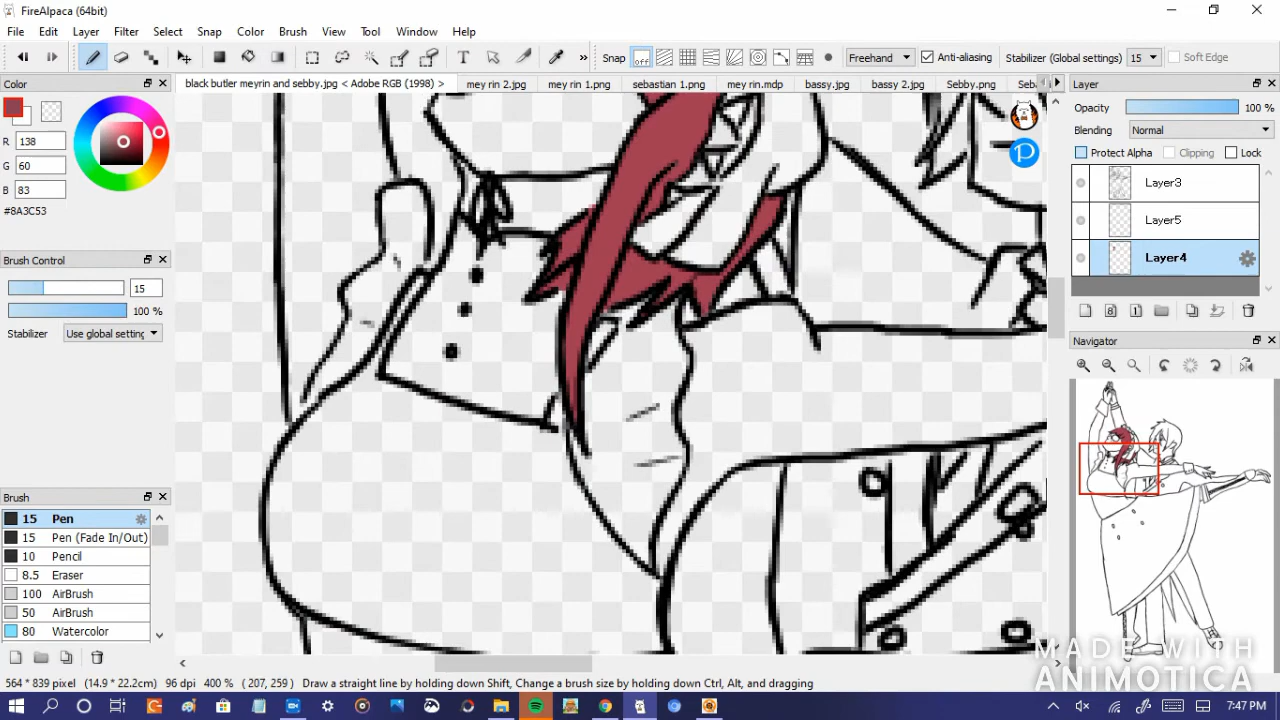 FireAlpaca (64bit)
File Edit Layer Filter Select Snap Color Brush View Tool Window Help
Snap off Freehand Anti-aliasing Stabilizer (Global settings) 15 Soft Edge
Color
black butler meyrin and sebby.jpg < Adobe RGB (1998) > mey rin 2.jpg mey rin 1.png sebastian 1.png mey rin.mdp bassy.jpg bassy 2.jpg Sebby.png
Layer
Opacity 100 %
Blending Normal
Protect Alpha Clipping Lock
R 138
G 60
B 83
#8A3C53
Layer3
Layer5
Layer4
Brush Control
15
100 %
Stabilizer Use global setting
8 1
Navigator
Brush
15 Pen
15 Pen (Fade In/Out)
10 Pencil
8.5 Eraser
100 AirBrush
50 AirBrush
80 Watercolor
MADE WITH
ANIMOTICA
564 * 839 pixel (14.9 * 22.2cm) 96 dpi 400 % ( 207, 259 ) Draw a straight line by holding down Shift, Change a brush size by holding down Ctrl, Alt, and dragging
7:47 PM